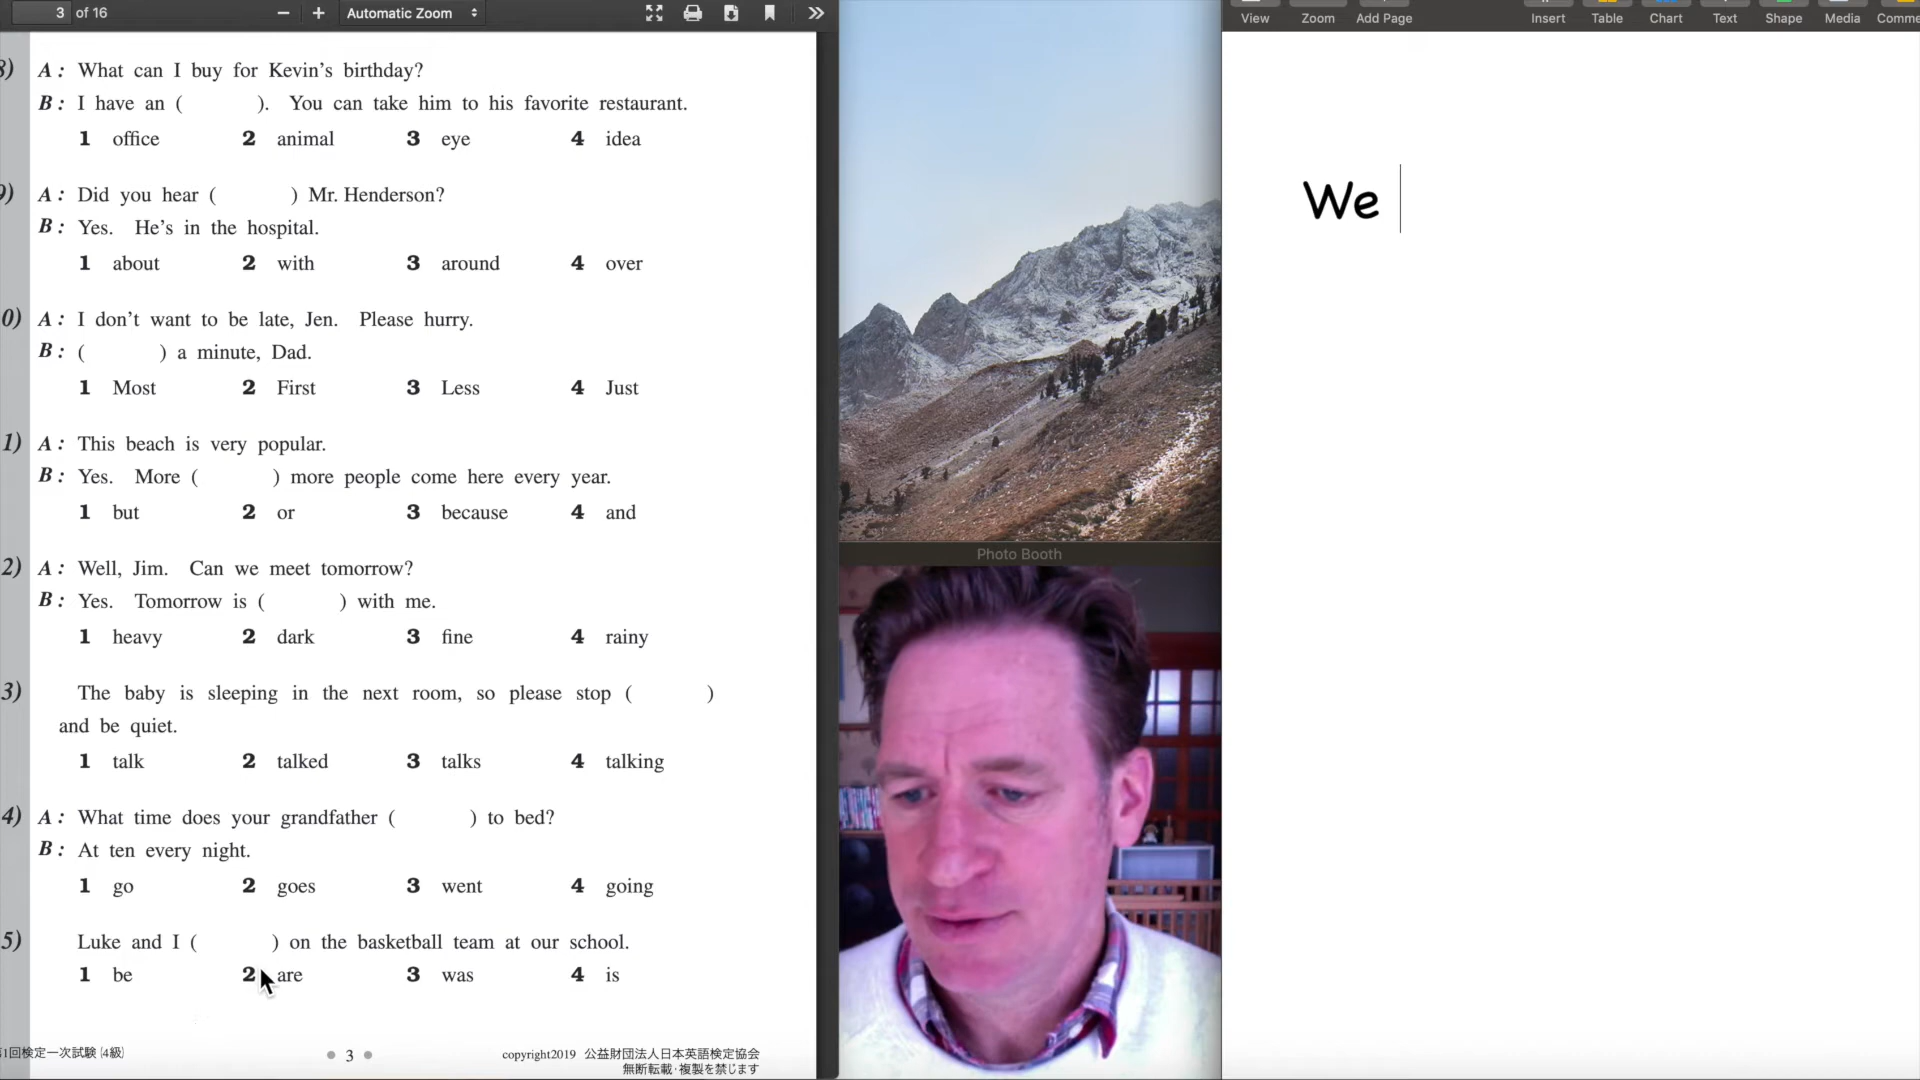 3 of 16
Automatic Zoom
View Zoom Add Page Insert Table Chart Text Shape Media
8) A : What can I buy for Kevin's birthday?
B : I have an ( ). You can take him to his favorite restaurant.
1 office 2 animal 3 eye 4 idea
9) A : Did you hear ( ) Mr. Henderson?
B : Yes. He's in the hospital.
1 about 2 with 3 around 4 over
0) A : I don't want to be late, Jen. Please hurry.
B : ( ) a minute, Dad.
1 Most 2 First 3 Less 4 Just
1) A : This beach is very popular.
B : Yes. More ( ) more people come here every year.
1 but 2 or 3 because 4 and
2) A : Well, Jim. Can we meet tomorrow?
B : Yes. Tomorrow is ( ) with me.
1 heavy 2 dark 3 fine 4 rainy
3) The baby is sleeping in the next room, so please stop ( )
and be quiet.
1 talk 2 talked 3 talks 4 talking
4) A : What time does your grandfather ( ) to bed?
B : At ten every night.
1 go 2 goes 3 went 4 going
5) Luke and I ( ) on the basketball team at our school.
1 be 2 are 3 was 4 is
1回検定一次試験 (4級)
3
copyright2019 公益財団法人日本英語検定協会
無断転載・複製を禁じます
Photo Booth
We